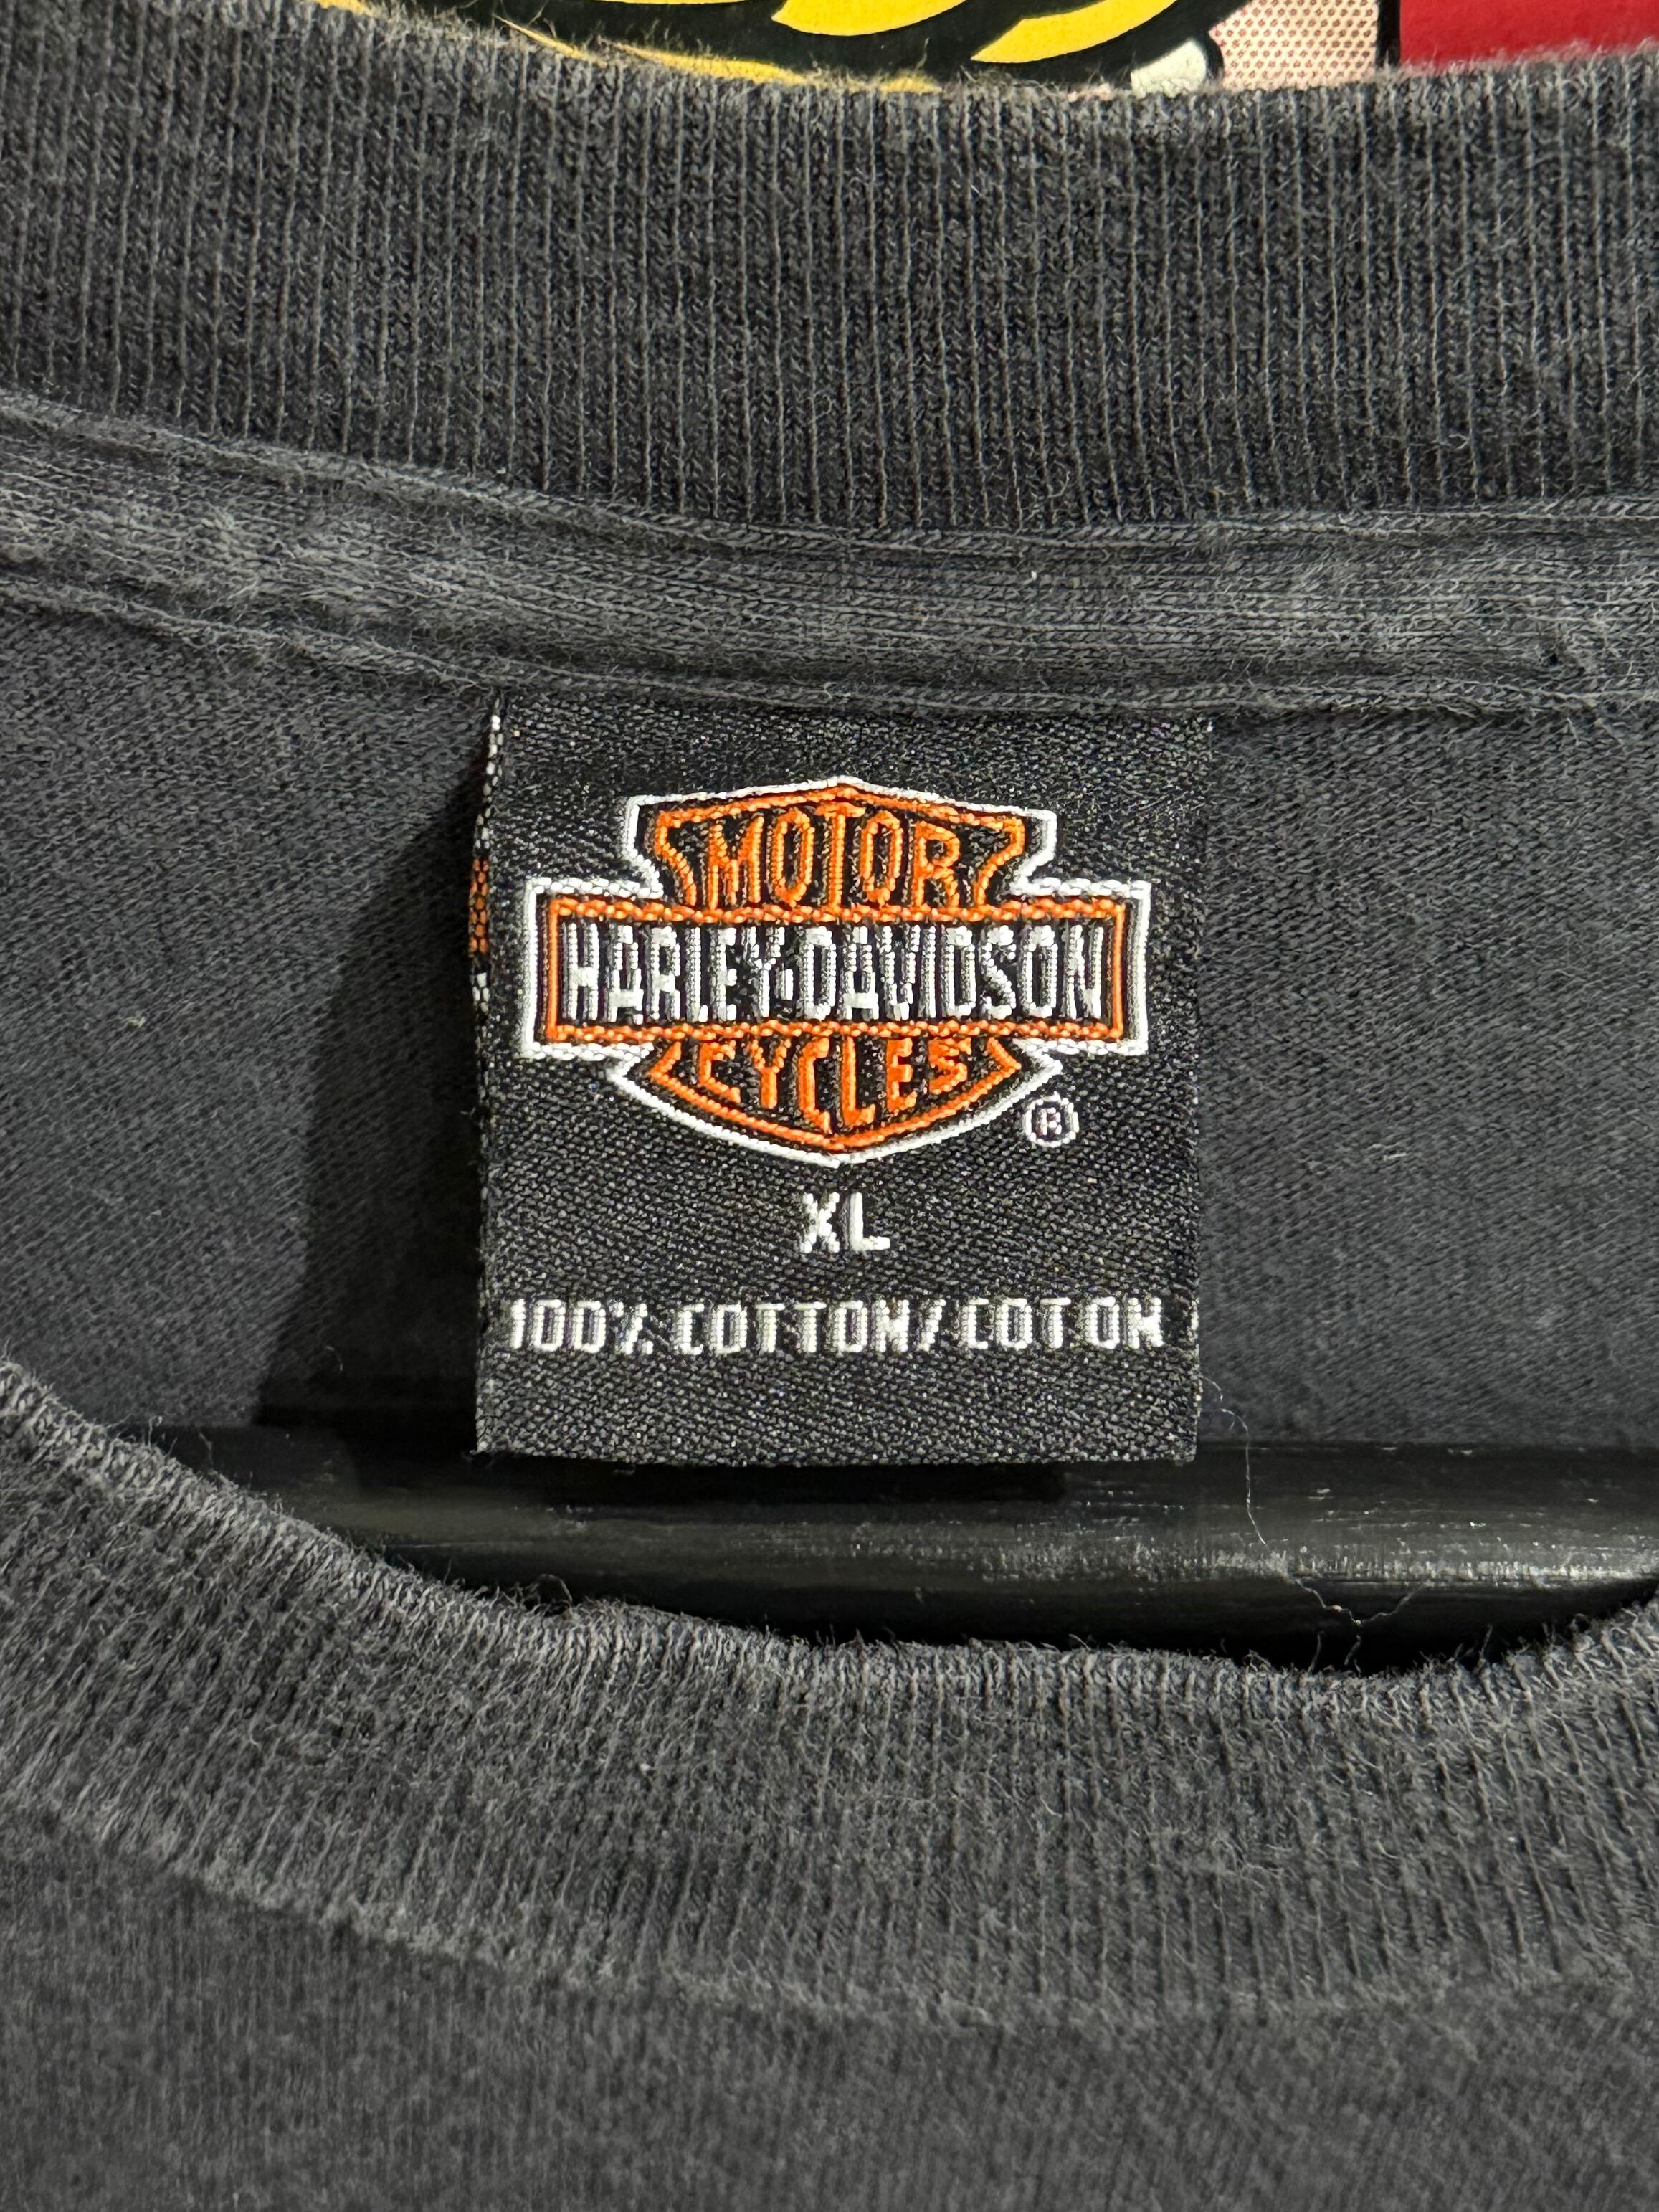 MOTOR
HARLEY-DAVIDSON
CYCLES
®
XL
100% COTTON/COTON